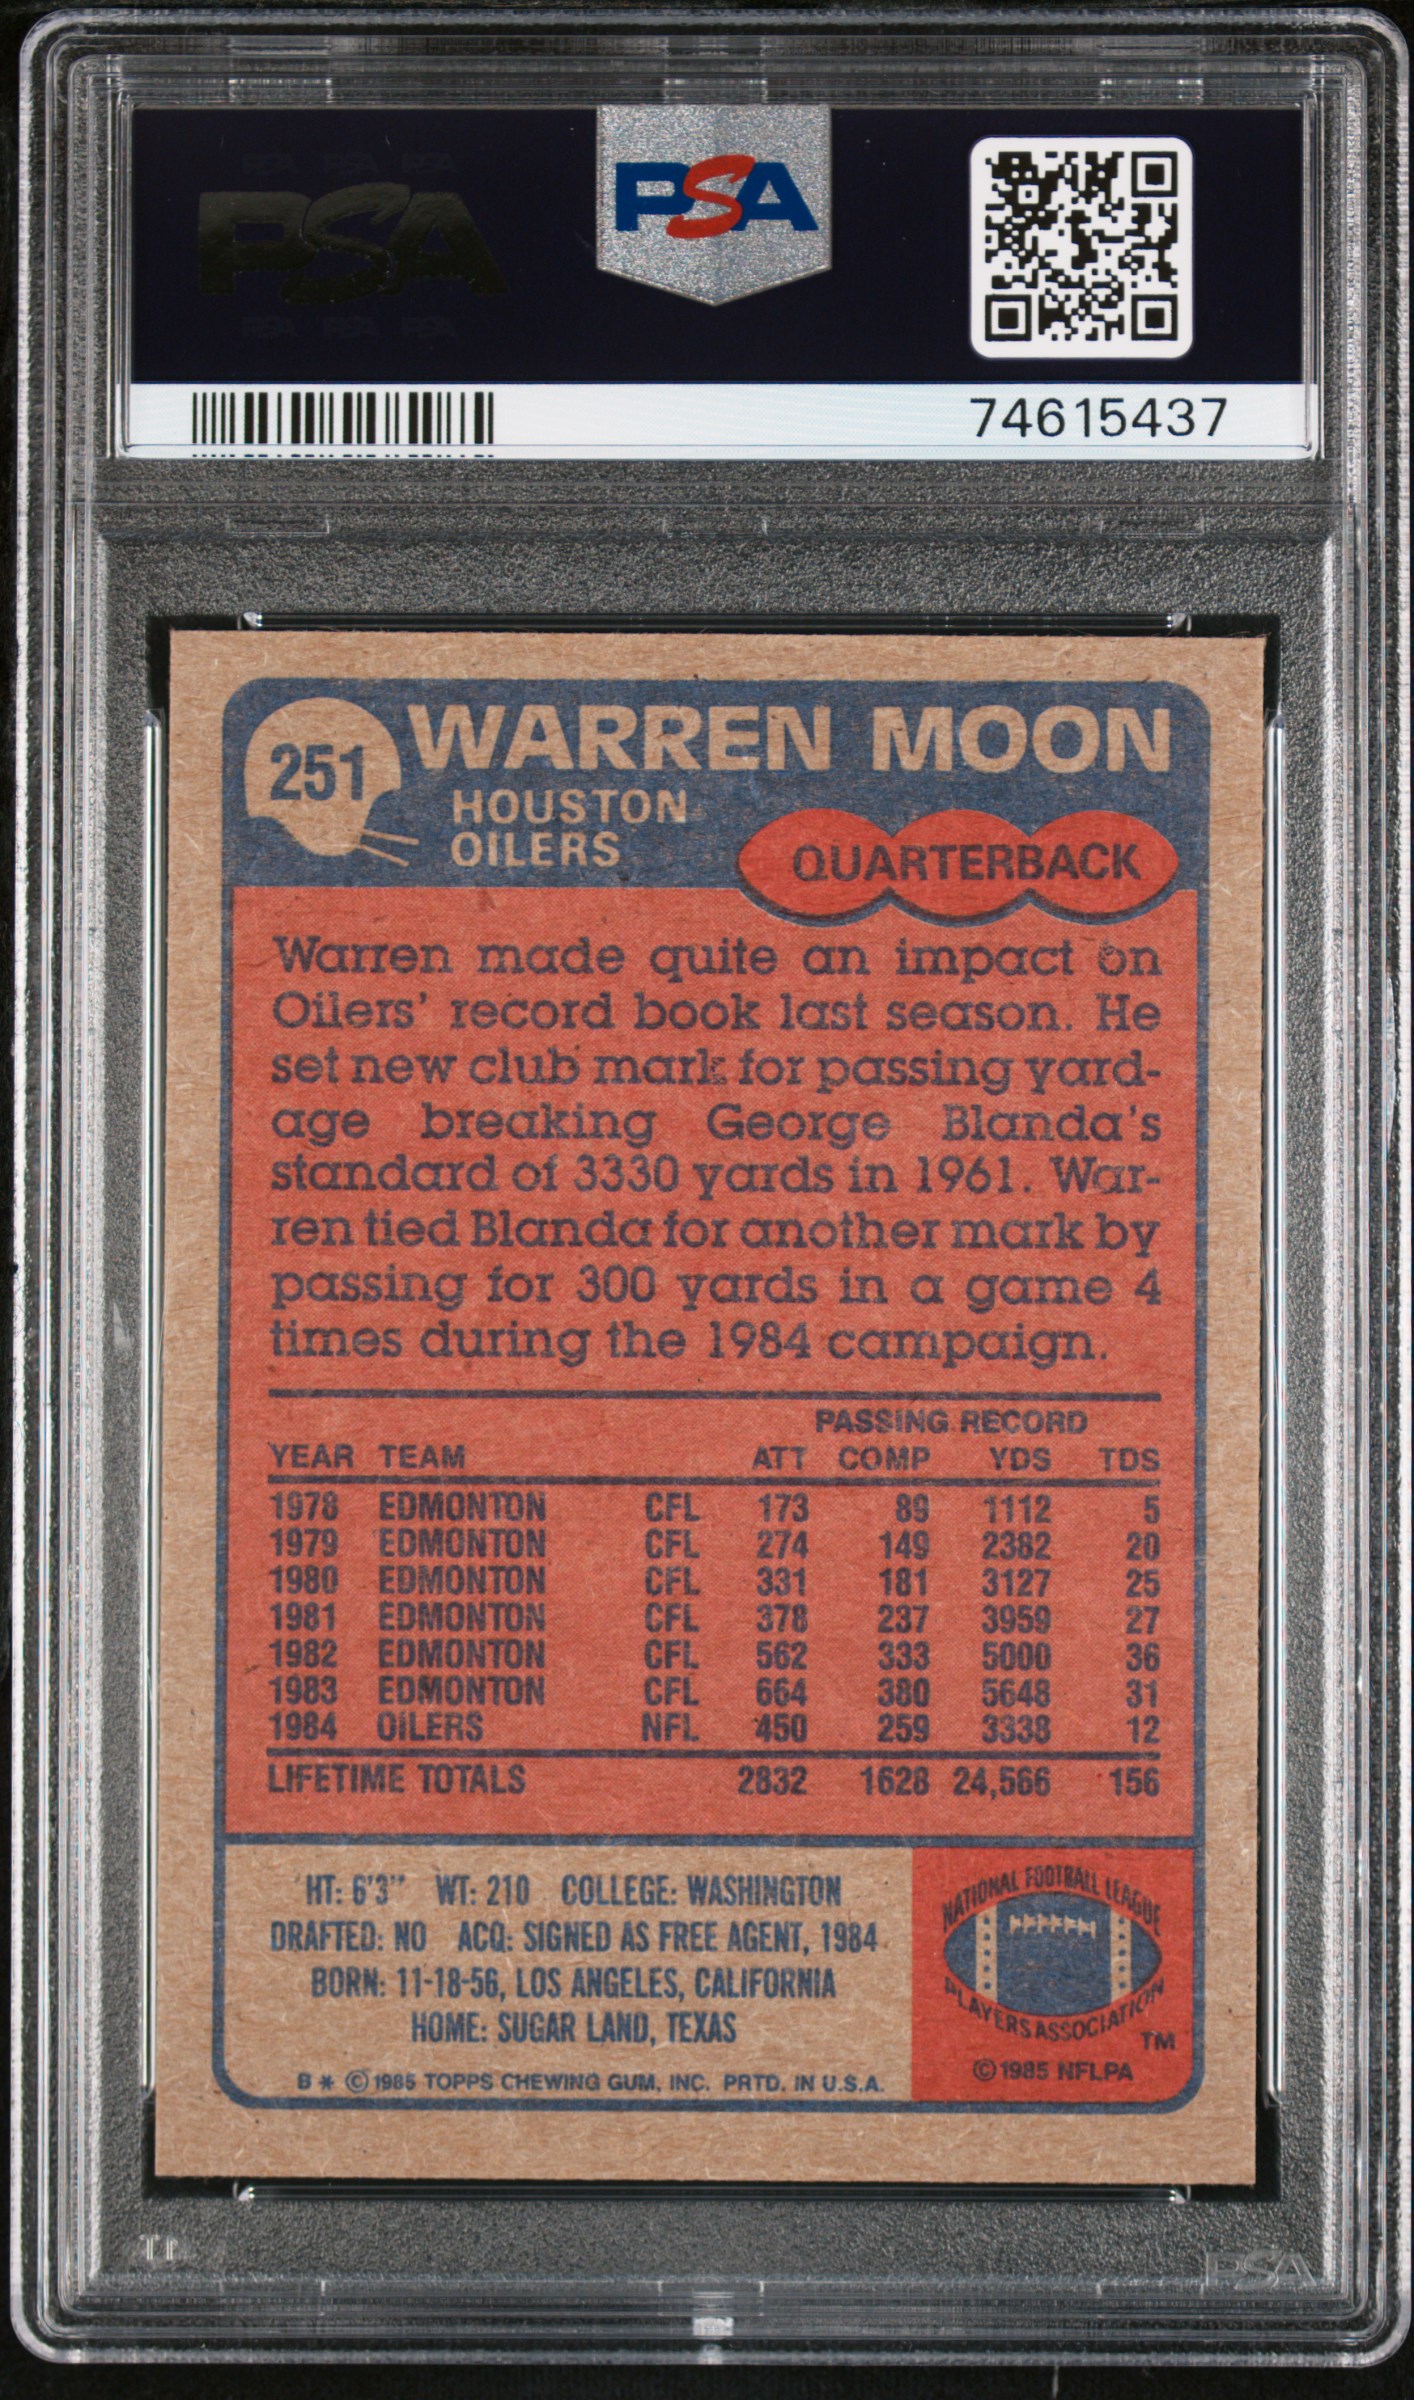 PSA PSA PSA
PSA
PSA PSA PSA
PSA
74615437
251
WARREN MOON
HOUSTON
OILERS
QUARTERBACK
Warren made quite an impact on
Oilers' record book last season. He
set new club mark for passing yard-
age breaking George Blanda's
standard of 3330 yards in 1961. War-
ren tied Blanda for another mark by
passing for 300 yards in a game 4
times during the 1984 campaign.
PASSING RECORD
YEAR TEAM ATT COMP YDS TDS
1978 EDMONTON CFL 173 89 1112 5
1979 EDMONTON CFL 274 149 2382 20
1980 EDMONTON CFL 331 181 3127 25
1981 EDMONTON CFL 378 237 3959 27
1982 EDMONTON CFL 562 333 5000 36
1983 EDMONTON CFL 664 380 5648 31
1984 OILERS NFL 450 259 3338 12
LIFETIME TOTALS 2832 1628 24,566 156
HT: 6'3" WT: 210 COLLEGE: WASHINGTON
DRAFTED: NO ACQ: SIGNED AS FREE AGENT, 1984
BORN: 11-18-56, LOS ANGELES, CALIFORNIA
HOME: SUGAR LAND, TEXAS
B * © 1985 TOPPS CHEWING GUM, INC. PRTD. IN U.S.A.
NATIONAL FOOTBALL LEAGUE
PLAYERS ASSOCIATION
TM
© 1985 NFLPA
PSA